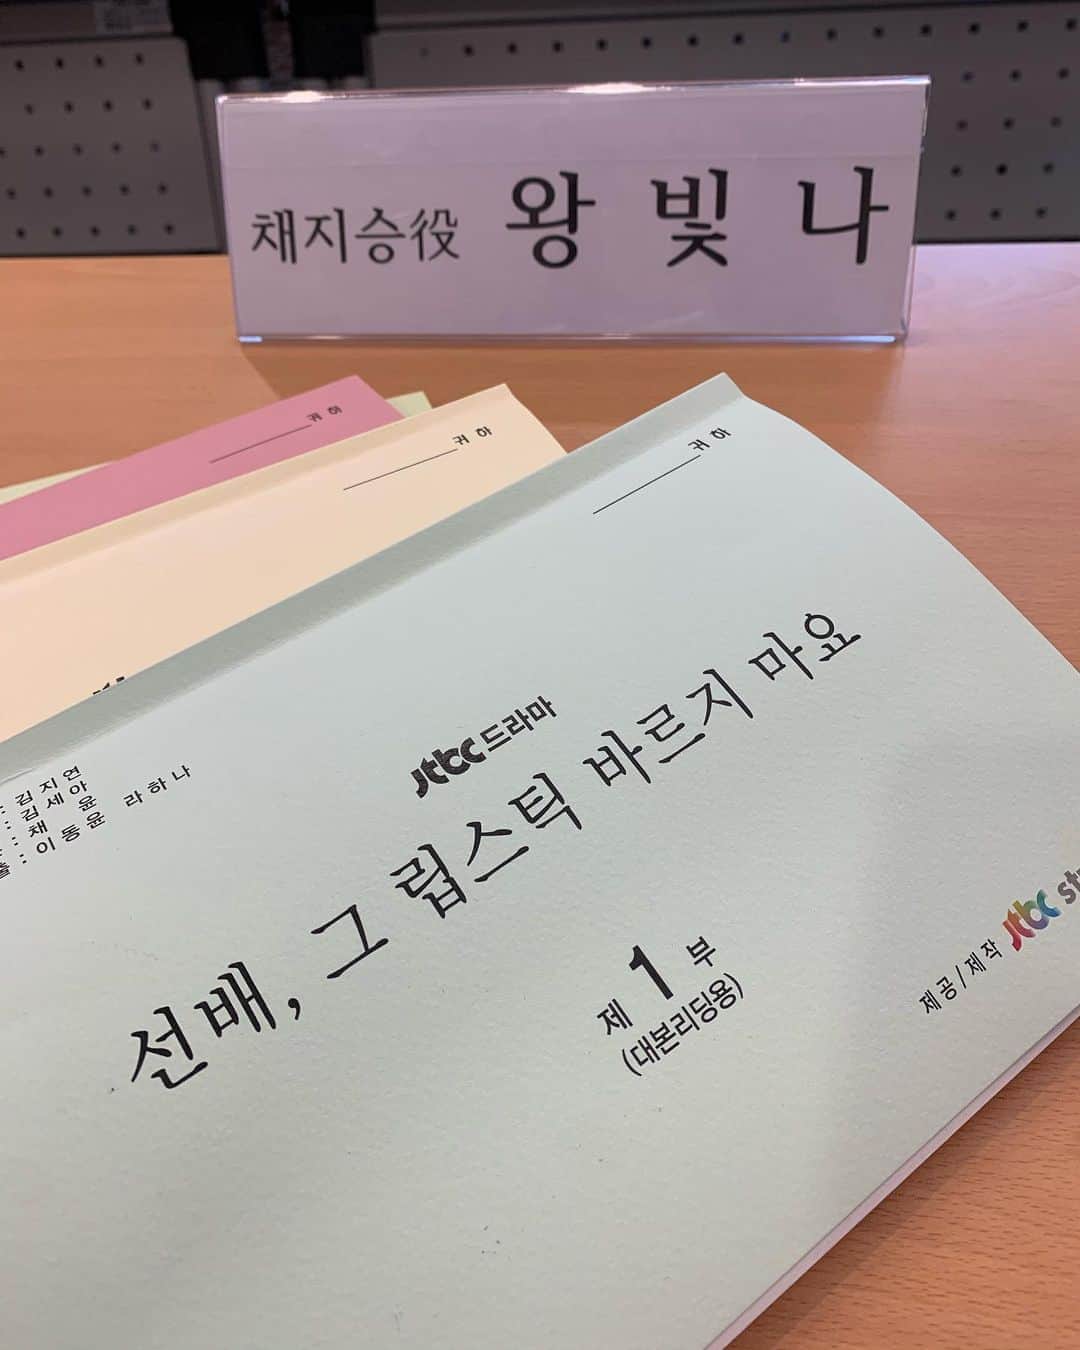 채지승役 왕 빛 나
귀 하
귀 하
귀 하
jtbc 드라마
선배, 그 립스틱 바르지 마요
: 김 지 연
: 김 세 아
: 채 윤
출 : 이 동 윤 라 하 나
제 1 부
(대본리딩용)
제 공 / 제 작 jtbc